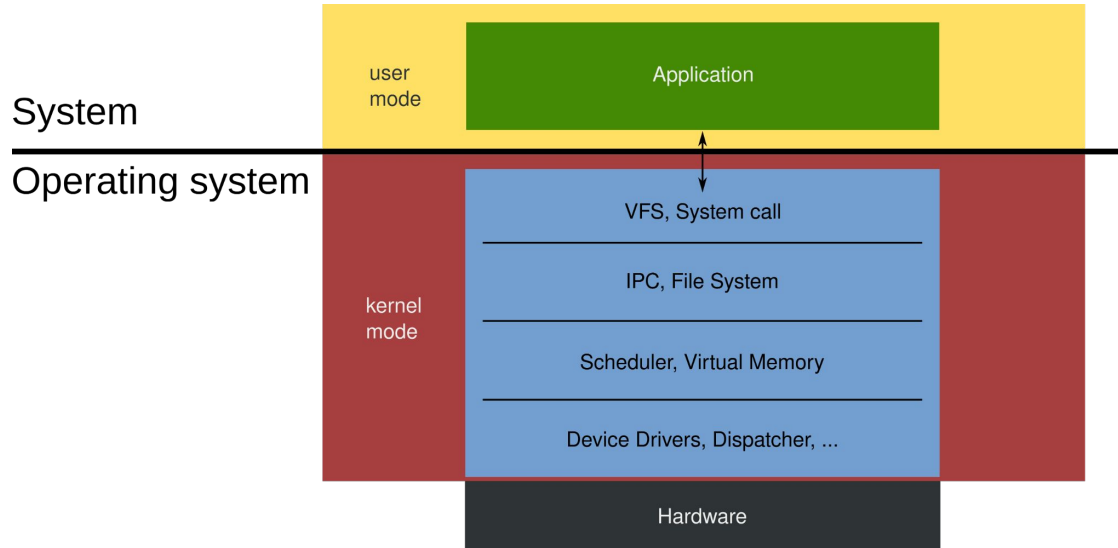 user
mode
Application
System
Operating system
VFS, System call
IPC, File System
kernel
mode
Scheduler, Virtual Memory
Device Drivers, Dispatcher, ...
Hardware